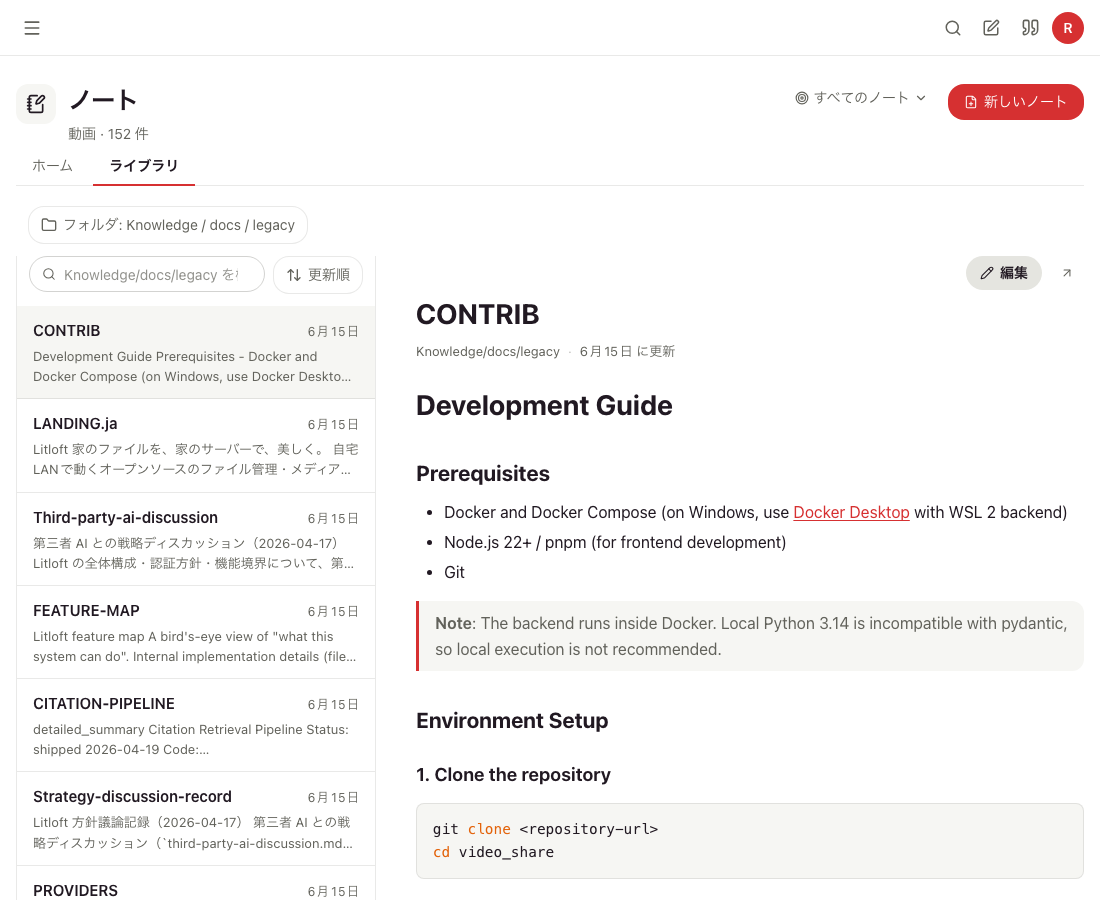 R
ノート
動画 · 152 件
すべてのノート
新しいノート
ホーム
ライブラリ
フォルダ: Knowledge / docs / legacy
Knowledge/docs/legacy を
更新順
CONTRIB
6月15日
Development Guide Prerequisites - Docker and
Docker Compose (on Windows, use Docker Deskto...
LANDING.ja
6月15日
Litloft 家のファイルを、家のサーバーで、美しく。 自宅
LAN で動くオープンソースのファイル管理・メディア...
Third-party-ai-discussion
6月15日
第三者 AI との戦略ディスカッション（2026-04-17）
Litloft の全体構成・認証方針・機能境界について、第...
FEATURE-MAP
6月15日
Litloft feature map A bird's-eye view of "what this
system can do". Internal implementation details (file...
CITATION-PIPELINE
6月15日
detailed_summary Citation Retrieval Pipeline Status:
shipped 2026-04-19 Code:...
Strategy-discussion-record
6月15日
Litloft 方針議論記録（2026-04-17） 第三者 AI との戦
略ディスカッション（`third-party-ai-discussion.md...
PROVIDERS
6月15日
編集
CONTRIB
Knowledge/docs/legacy · 6月15日 に更新
Development Guide
Prerequisites
• Docker and Docker Compose (on Windows, use Docker Desktop with WSL 2 backend)
• Node.js 22+ / pnpm (for frontend development)
• Git
Note: The backend runs inside Docker. Local Python 3.14 is incompatible with pydantic,
so local execution is not recommended.
Environment Setup
1. Clone the repository
git clone <repository-url>
cd video_share